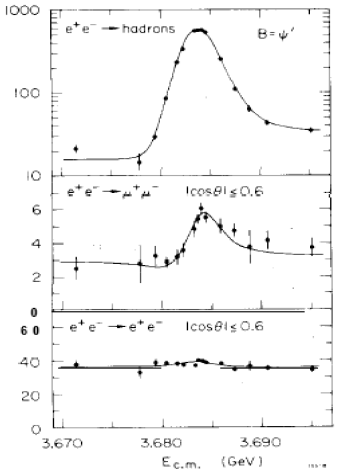 1000
e⁺e⁻ → hadrons B = ψ'
100
10
e⁺e⁻ → μ⁺μ⁻ |cosθ| ≤ 0.6
6
4
2
0
60
e⁺e⁻ → e⁺e⁻ |cosθ| ≤ 0.6
40
20
0
3.670 3.680 3.690
E c.m. (GeV)